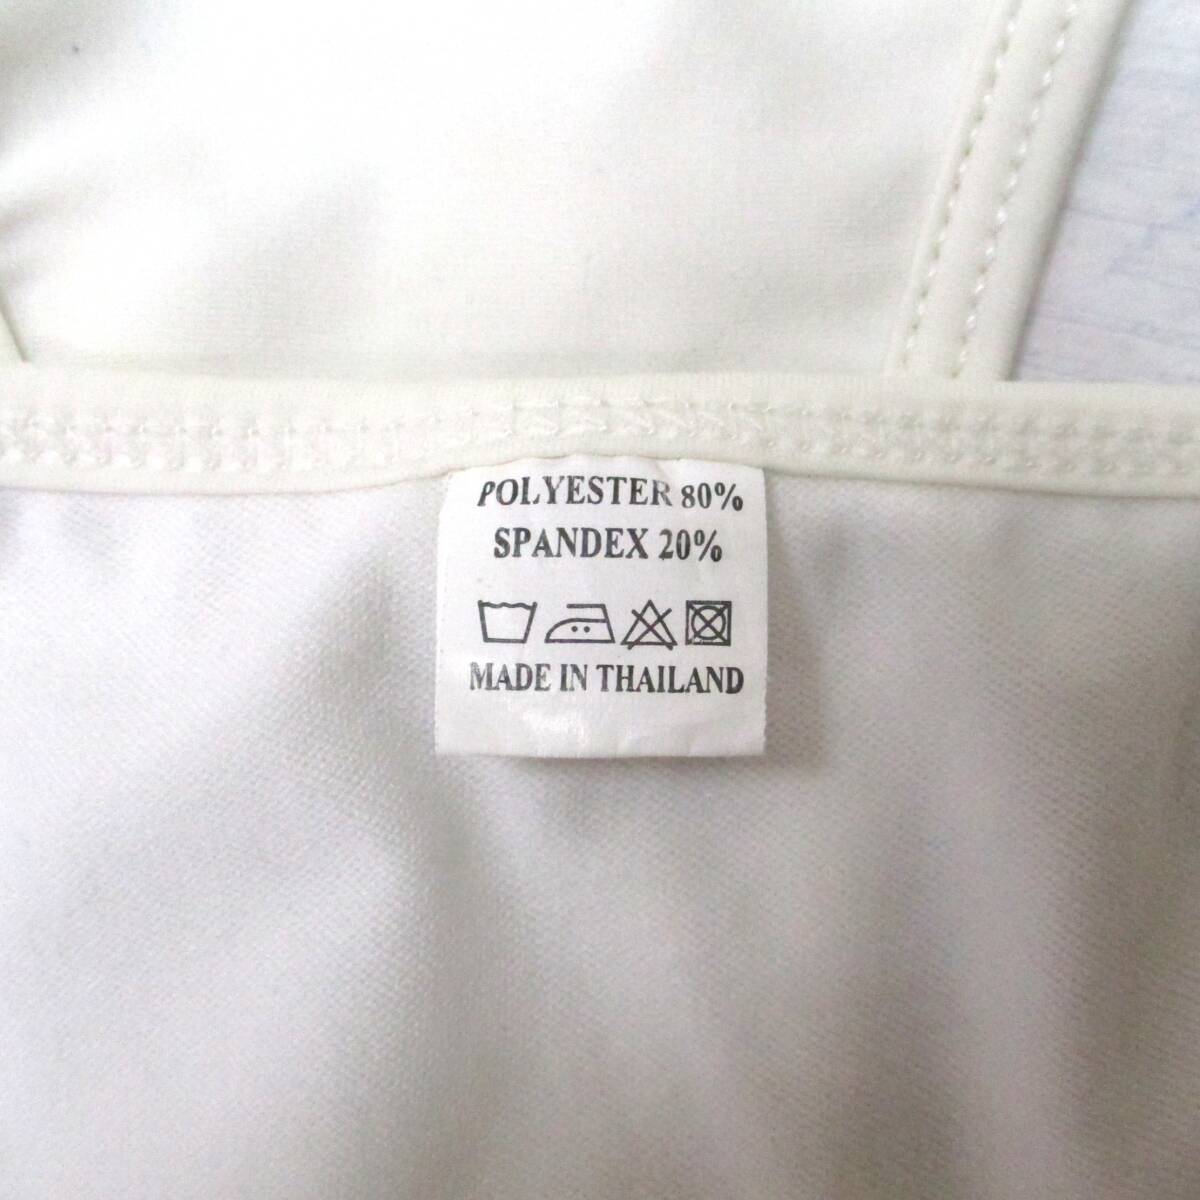 POLYESTER 80%
SPANDEX 20%
MADE IN THAILAND